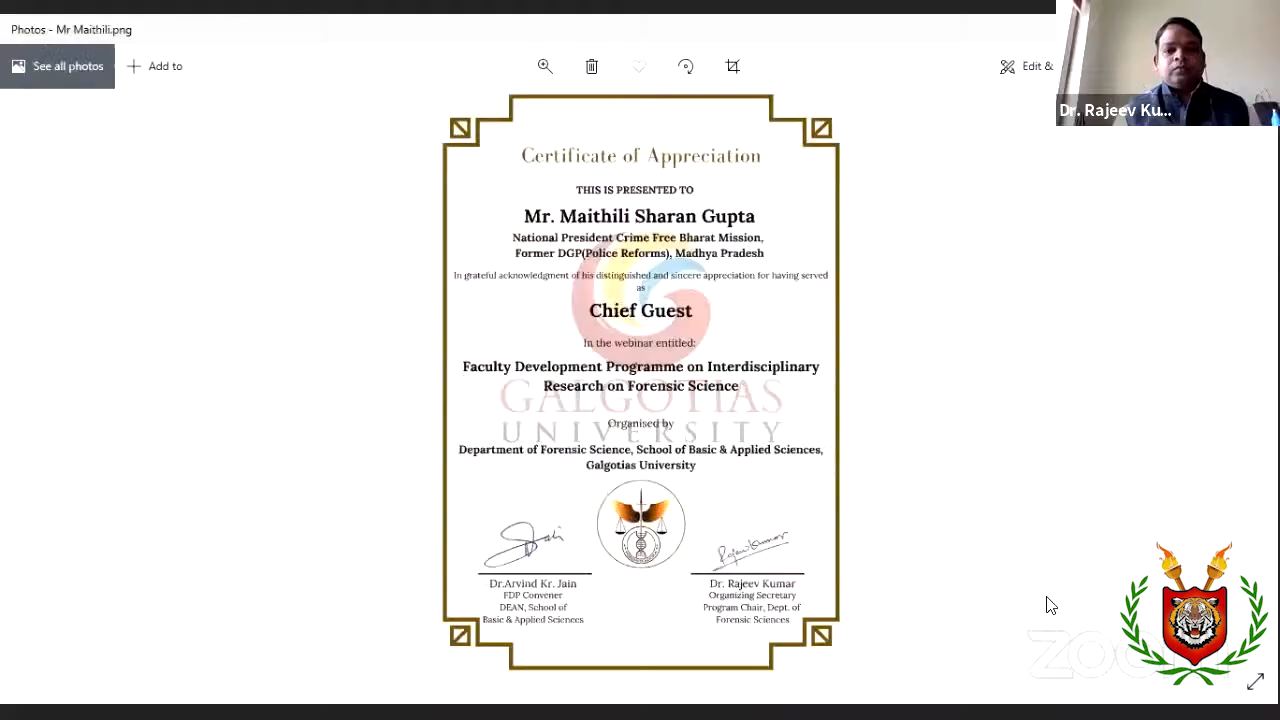 Photos - Mr Maithili.png
See all photos
Add to
Edit &
Dr. Rajeev Ku...
Certificate of Appreciation
THIS IS PRESENTED TO
Mr. Maithili Sharan Gupta
National President Crime Free Bharat Mission,
Former DGP(Police Reforms), Madhya Pradesh
In grateful acknowledgment of his distinguished and sincere appreciation for having served
as
Chief Guest
In the webinar entitled:
Faculty Development Programme on Interdisciplinary
Research on Forensic Science
GALGOTIAS
Organised by
UNIVERSITY
Department of Forensic Science, School of Basic & Applied Sciences,
Galgotias University
Rajeev Kumar
Dr.Arvind Kr. Jain
FDP Convener
DEAN, School of
Basic & Applied Sciences
Dr. Rajeev Kumar
Organizing Secretary
Program Chair, Dept. of
Forensic Sciences
zoom